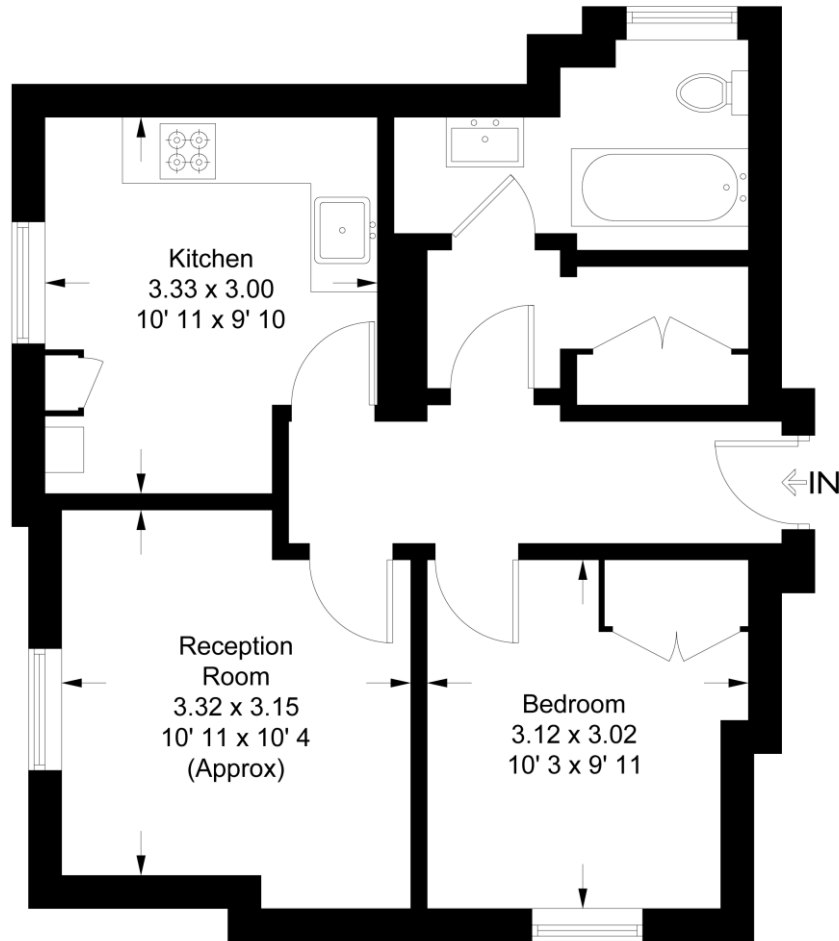 Kitchen
3.33 x 3.00
10' 11 x 9' 10
IN
Reception
Room
3.32 x 3.15
10' 11 x 10' 4
(Approx)
Bedroom
3.12 x 3.02
10' 3 x 9' 11